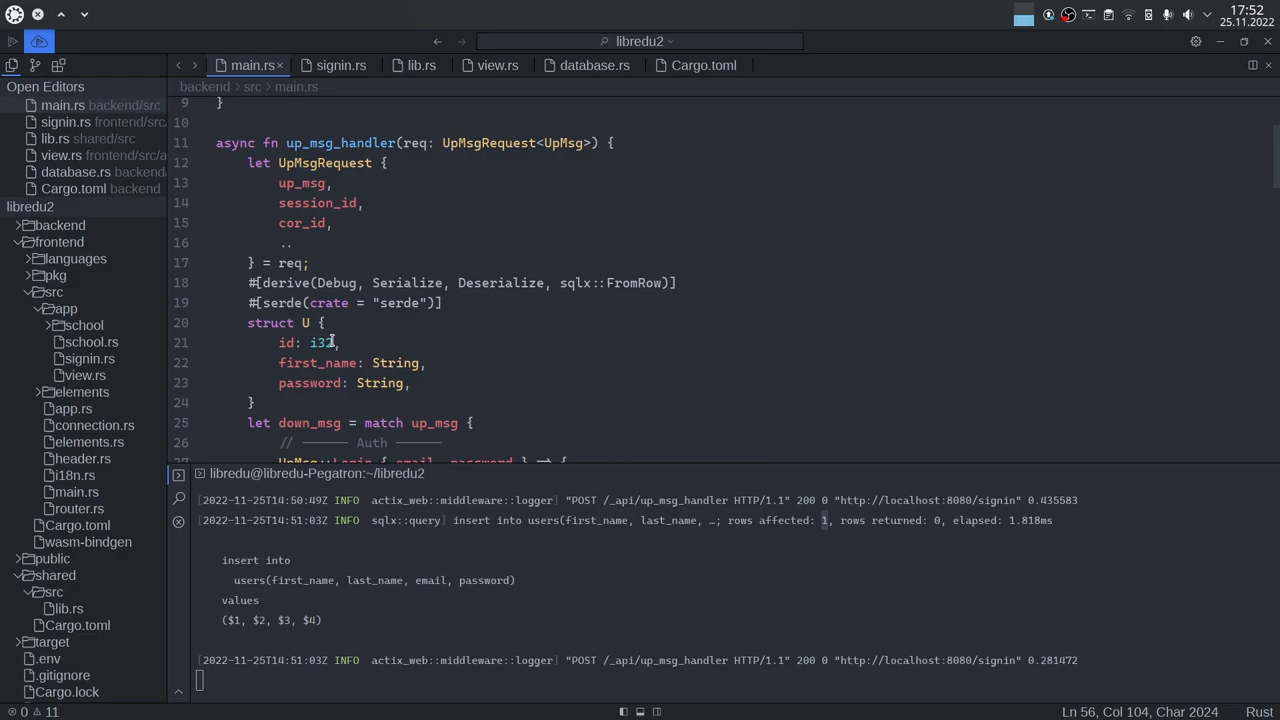 17:52
25.11.2022
libredu2
main.rs signin.rs lib.rs view.rs database.rs Cargo.toml
Open Editors
main.rs backend/src
signin.rs frontend/src/
lib.rs shared/src
view.rs frontend/src/a
database.rs backend/
Cargo.toml backend
libredu2
backend
frontend
languages
pkg
src
app
school
school.rs
signin.rs
view.rs
elements
app.rs
connection.rs
elements.rs
header.rs
i18n.rs
main.rs
router.rs
Cargo.toml
wasm-bindgen
public
shared
src
lib.rs
Cargo.toml
target
.env
.gitignore
Cargo.lock
backend > src > main.rs
9 }
10
11 async fn up_msg_handler(req: UpMsgRequest<UpMsg>) {
12 let UpMsgRequest {
13 up_msg,
14 session_id,
15 cor_id,
16 ..
17 } = req;
18 #[derive(Debug, Serialize, Deserialize, sqlx::FromRow)]
19 #[serde(crate = "serde")]
20 struct U {
21 id: i32,
22 first_name: String,
23 password: String,
24 }
25 let down_msg = match up_msg {
26 // ────── Auth ──────
27 UpMsg::Login { email, password } => {
libredu@libredu-Pegatron:~/libredu2
[2022-11-25T14:50:49Z INFO actix_web::middleware::logger] "POST /_api/up_msg_handler HTTP/1.1" 200 0 "http://localhost:8080/signin" 0.435583
[2022-11-25T14:51:03Z INFO sqlx::query] insert into users(first_name, last_name, …; rows affected: 1, rows returned: 0, elapsed: 1.818ms
insert into
users(first_name, last_name, email, password)
values
($1, $2, $3, $4)
[2022-11-25T14:51:03Z INFO actix_web::middleware::logger] "POST /_api/up_msg_handler HTTP/1.1" 200 0 "http://localhost:8080/signin" 0.281472
0 11
Ln 56, Col 104, Char 2024 Rust